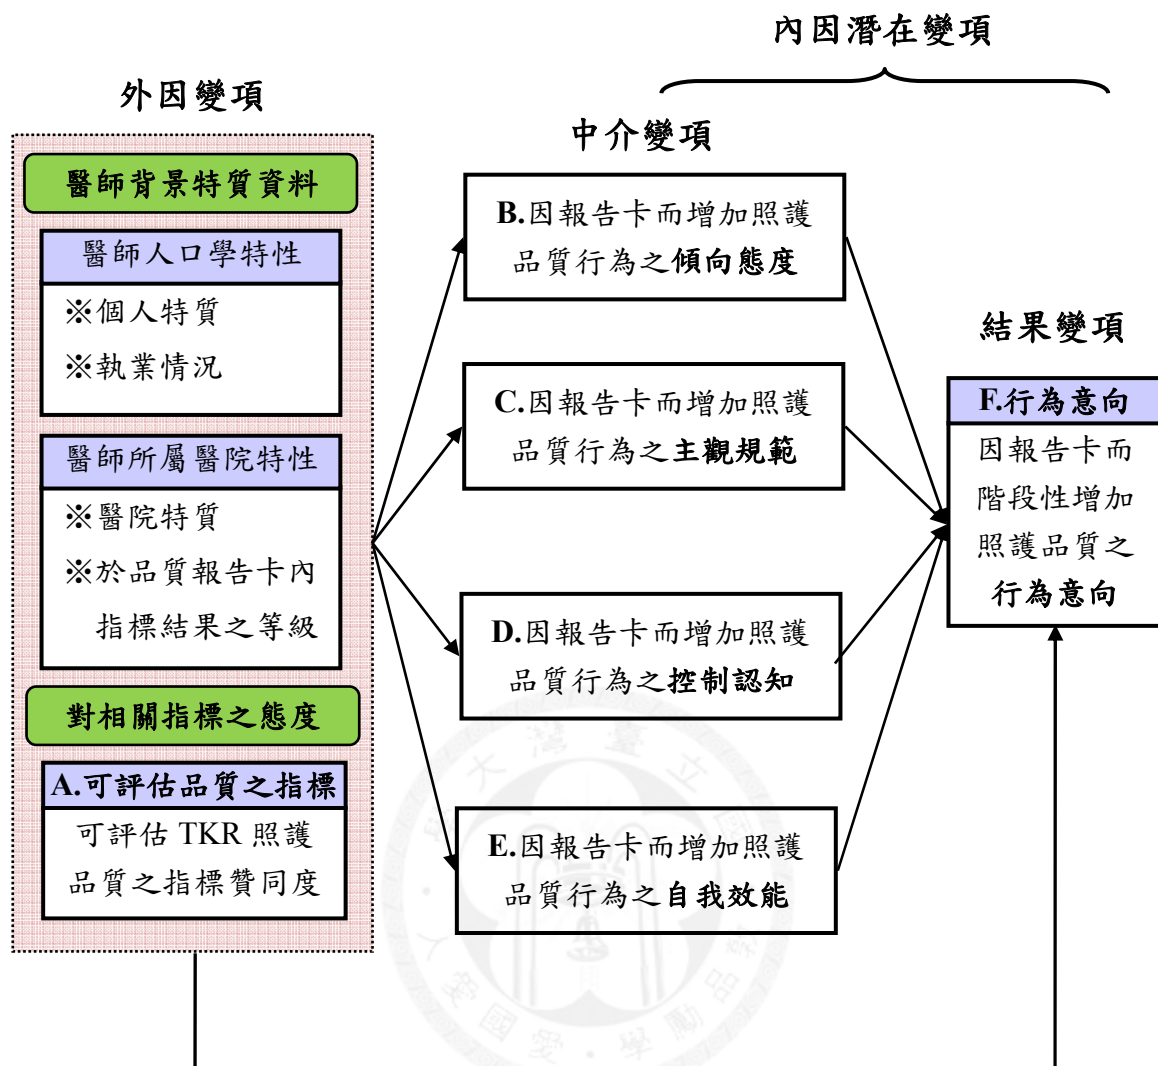 內因潛在變項
外因變項
醫師背景特質資料
醫師人口學特性
※個人特質
※執業情況
醫師所屬醫院特性
※醫院特質
※於品質報告卡內
指標結果之等級
對相關指標之態度
A.可評估品質之指標
可評估 TKR 照護
品質之指標贊同度
中介變項
B.因報告卡而增加照護
品質行為之傾向態度
C.因報告卡而增加照護
品質行為之主觀規範
D.因報告卡而增加照護
品質行為之控制認知
E.因報告卡而增加照護
品質行為之自我效能
結果變項
F.行為意向
因報告卡而
階段性增加
照護品質之
行為意向